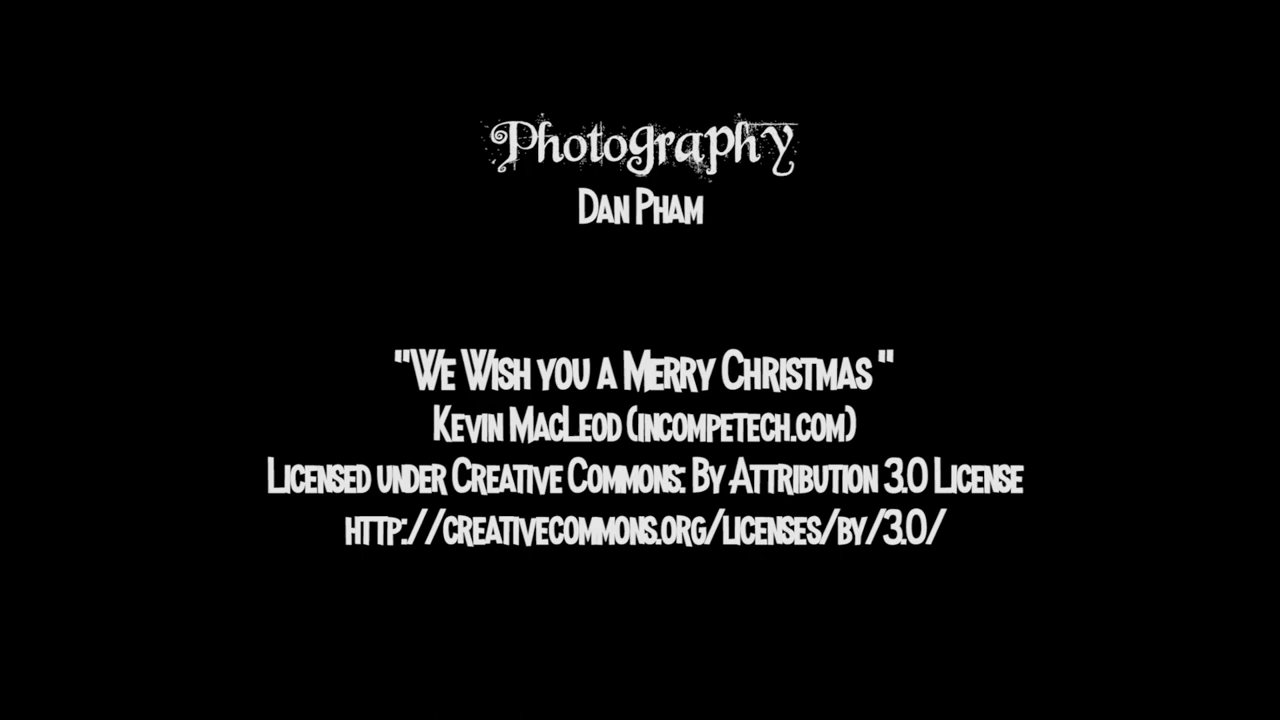 Photography
Dan Pham
"We Wish you a Merry Christmas "
Kevin MacLeod (incompetech.com)
Licensed under Creative Commons: By Attribution 3.0 License
http://creativecommons.org/licenses/by/3.0/